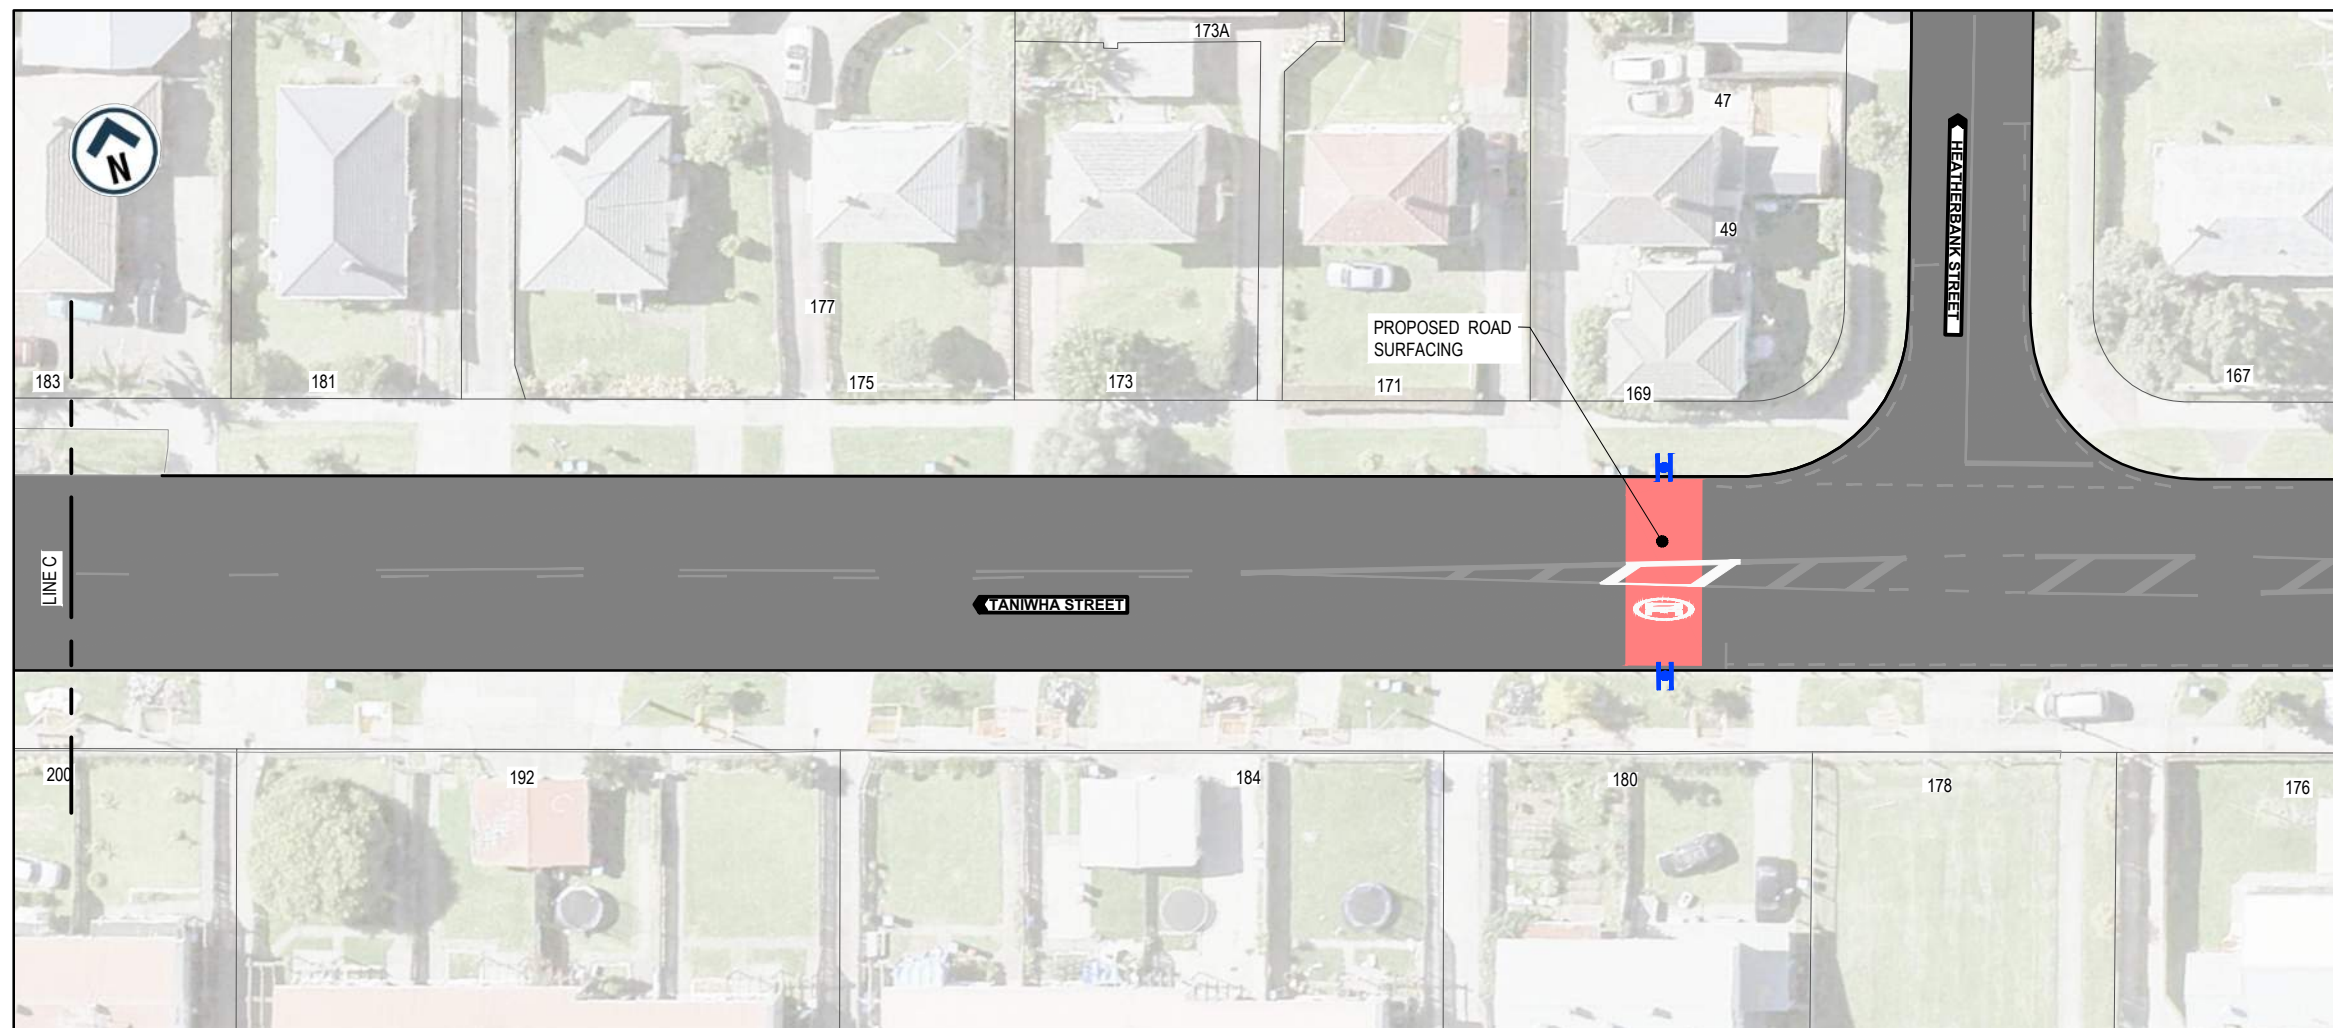 173A
47
N
HEATHERBANK STREET
49
177
PROPOSED ROAD
SURFACING
183
181
175
173
171
169
167
LINE C
TANIWHA STREET
200
192
184
180
178
176